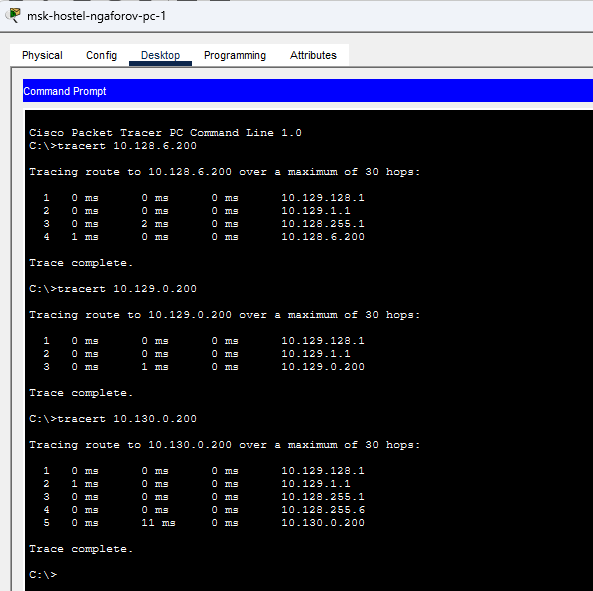 msk-hostel-ngaforov-pc-1
Physical Config Desktop Programming Attributes
Command Prompt
Cisco Packet Tracer PC Command Line 1.0
C:\>tracert 10.128.6.200
Tracing route to 10.128.6.200 over a maximum of 30 hops:
1 0 ms 0 ms 0 ms 10.129.128.1
2 0 ms 0 ms 0 ms 10.129.1.1
3 0 ms 2 ms 0 ms 10.128.255.1
4 1 ms 0 ms 0 ms 10.128.6.200
Trace complete.
C:\>tracert 10.129.0.200
Tracing route to 10.129.0.200 over a maximum of 30 hops:
1 0 ms 0 ms 0 ms 10.129.128.1
2 0 ms 0 ms 0 ms 10.129.1.1
3 0 ms 1 ms 0 ms 10.129.0.200
Trace complete.
C:\>tracert 10.130.0.200
Tracing route to 10.130.0.200 over a maximum of 30 hops:
1 0 ms 0 ms 0 ms 10.129.128.1
2 1 ms 0 ms 0 ms 10.129.1.1
3 0 ms 0 ms 0 ms 10.128.255.1
4 0 ms 0 ms 0 ms 10.128.255.6
5 0 ms 11 ms 0 ms 10.130.0.200
Trace complete.
C:\>